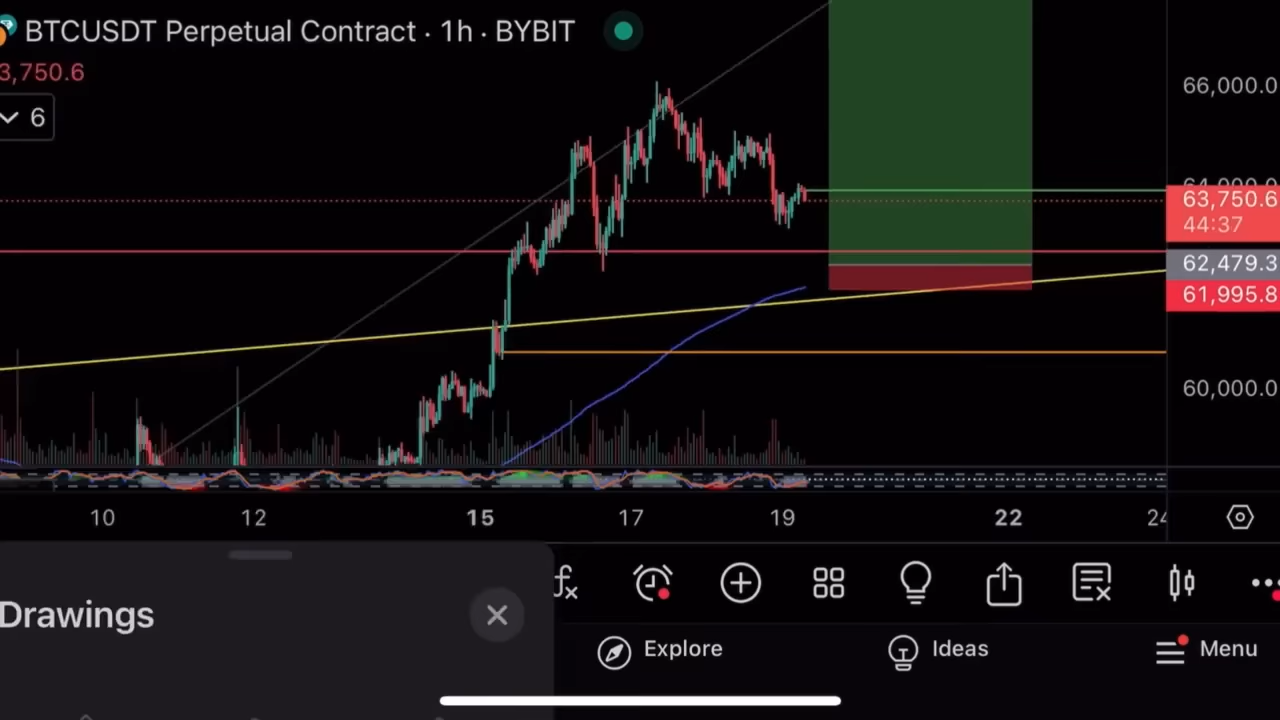 BTCUSDT Perpetual Contract · 1h · BYBIT
3,750.6
6
66,000.0
63,750.6
44:37
62,479.3
61,995.8
60,000.0
10 12 15 17 19 22 24
Drawings
Explore
Ideas
Menu